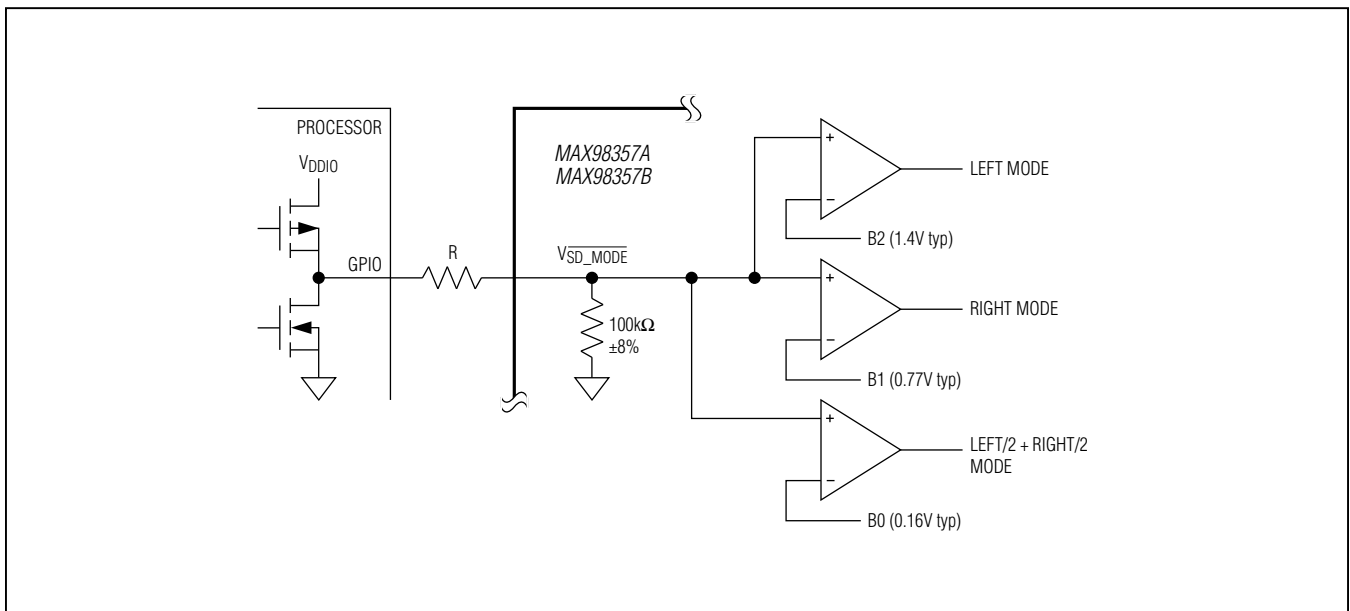 PROCESSOR
VDDIO
GPIO
R
MAX98357A
MAX98357B
VSD_MODE
100kΩ
±8%
+
−
LEFT MODE
B2 (1.4V typ)
+
−
RIGHT MODE
B1 (0.77V typ)
+
−
LEFT/2 + RIGHT/2
MODE
B0 (0.16V typ)